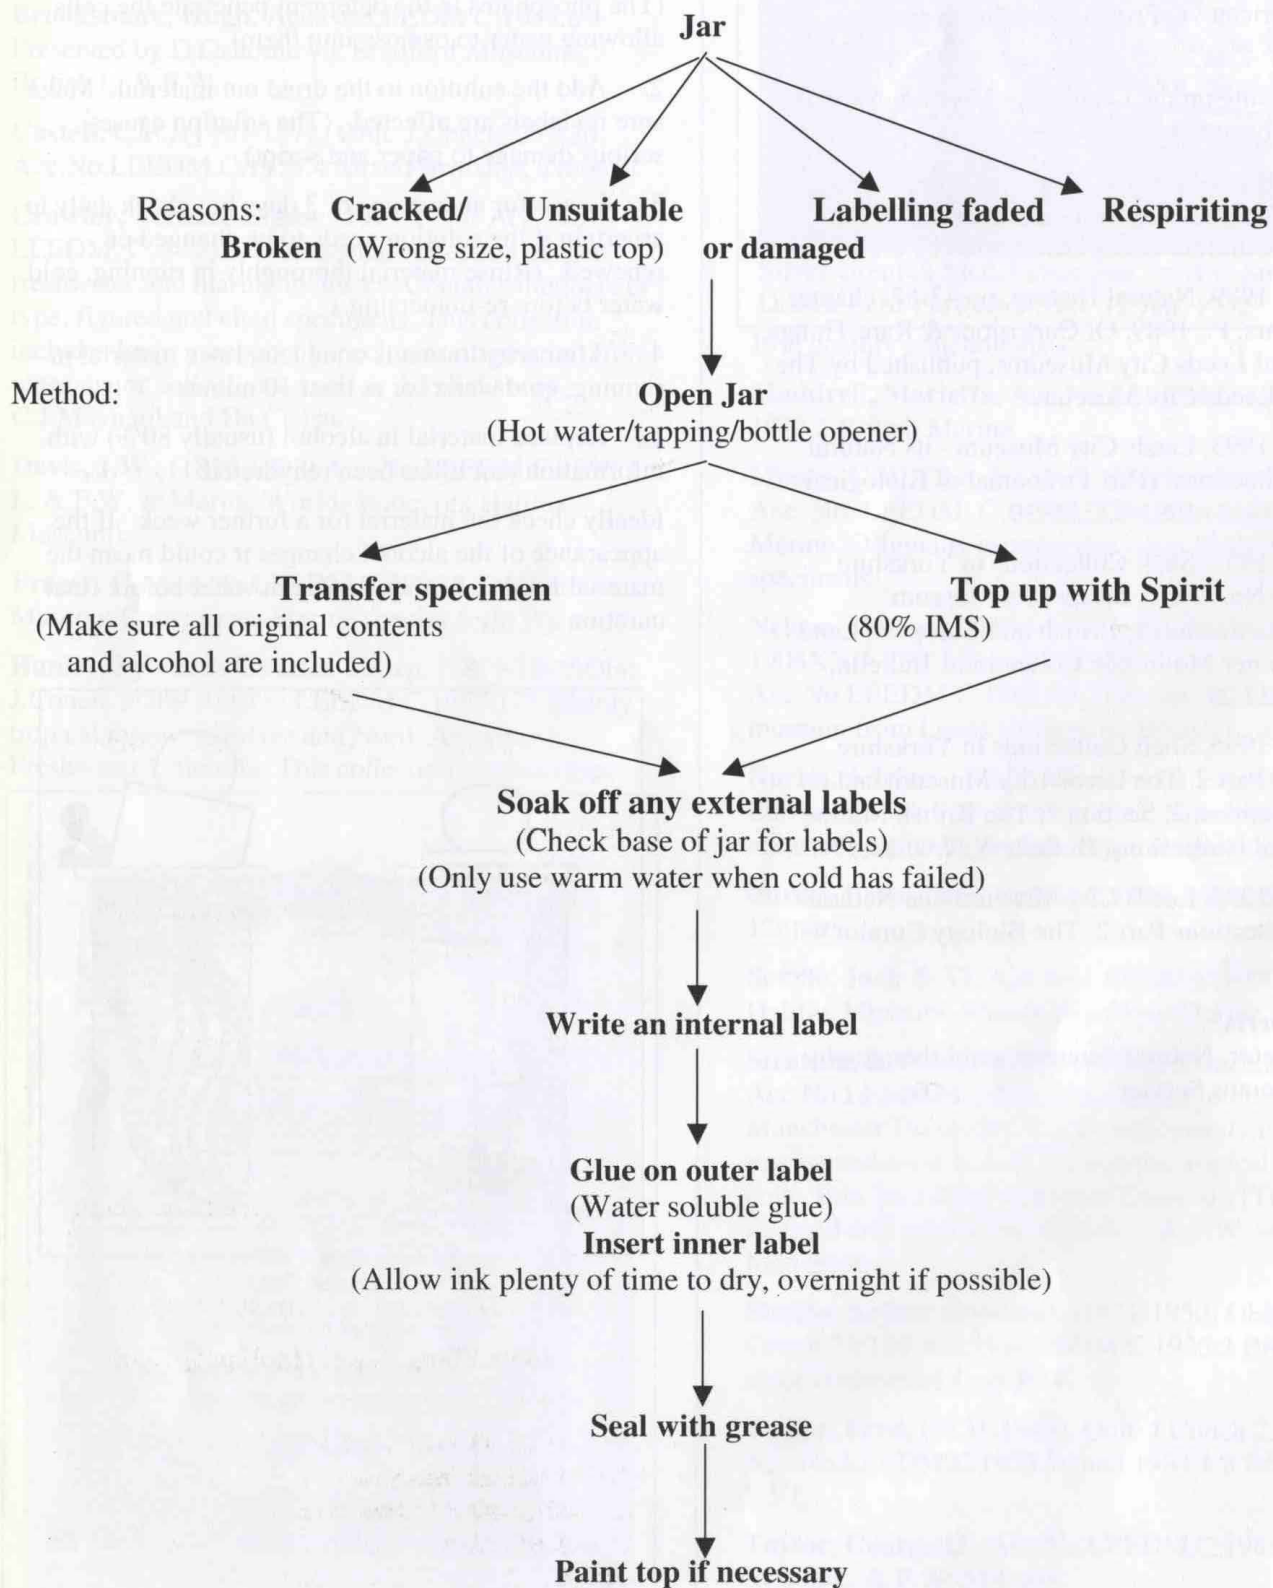 Jar
Reasons: Cracked/ Unsuitable Labelling faded Respiriting
Broken (Wrong size, plastic top) or damaged
Method: Open Jar
(Hot water/tapping/bottle opener)
Transfer specimen Top up with Spirit
(Make sure all original contents (80% IMS)
and alcohol are included)
Soak off any external labels
(Check base of jar for labels)
(Only use warm water when cold has failed)
Write an internal label
Glue on outer label
(Water soluble glue)
Insert inner label
(Allow ink plenty of time to dry, overnight if possible)
Seal with grease
Paint top if necessary